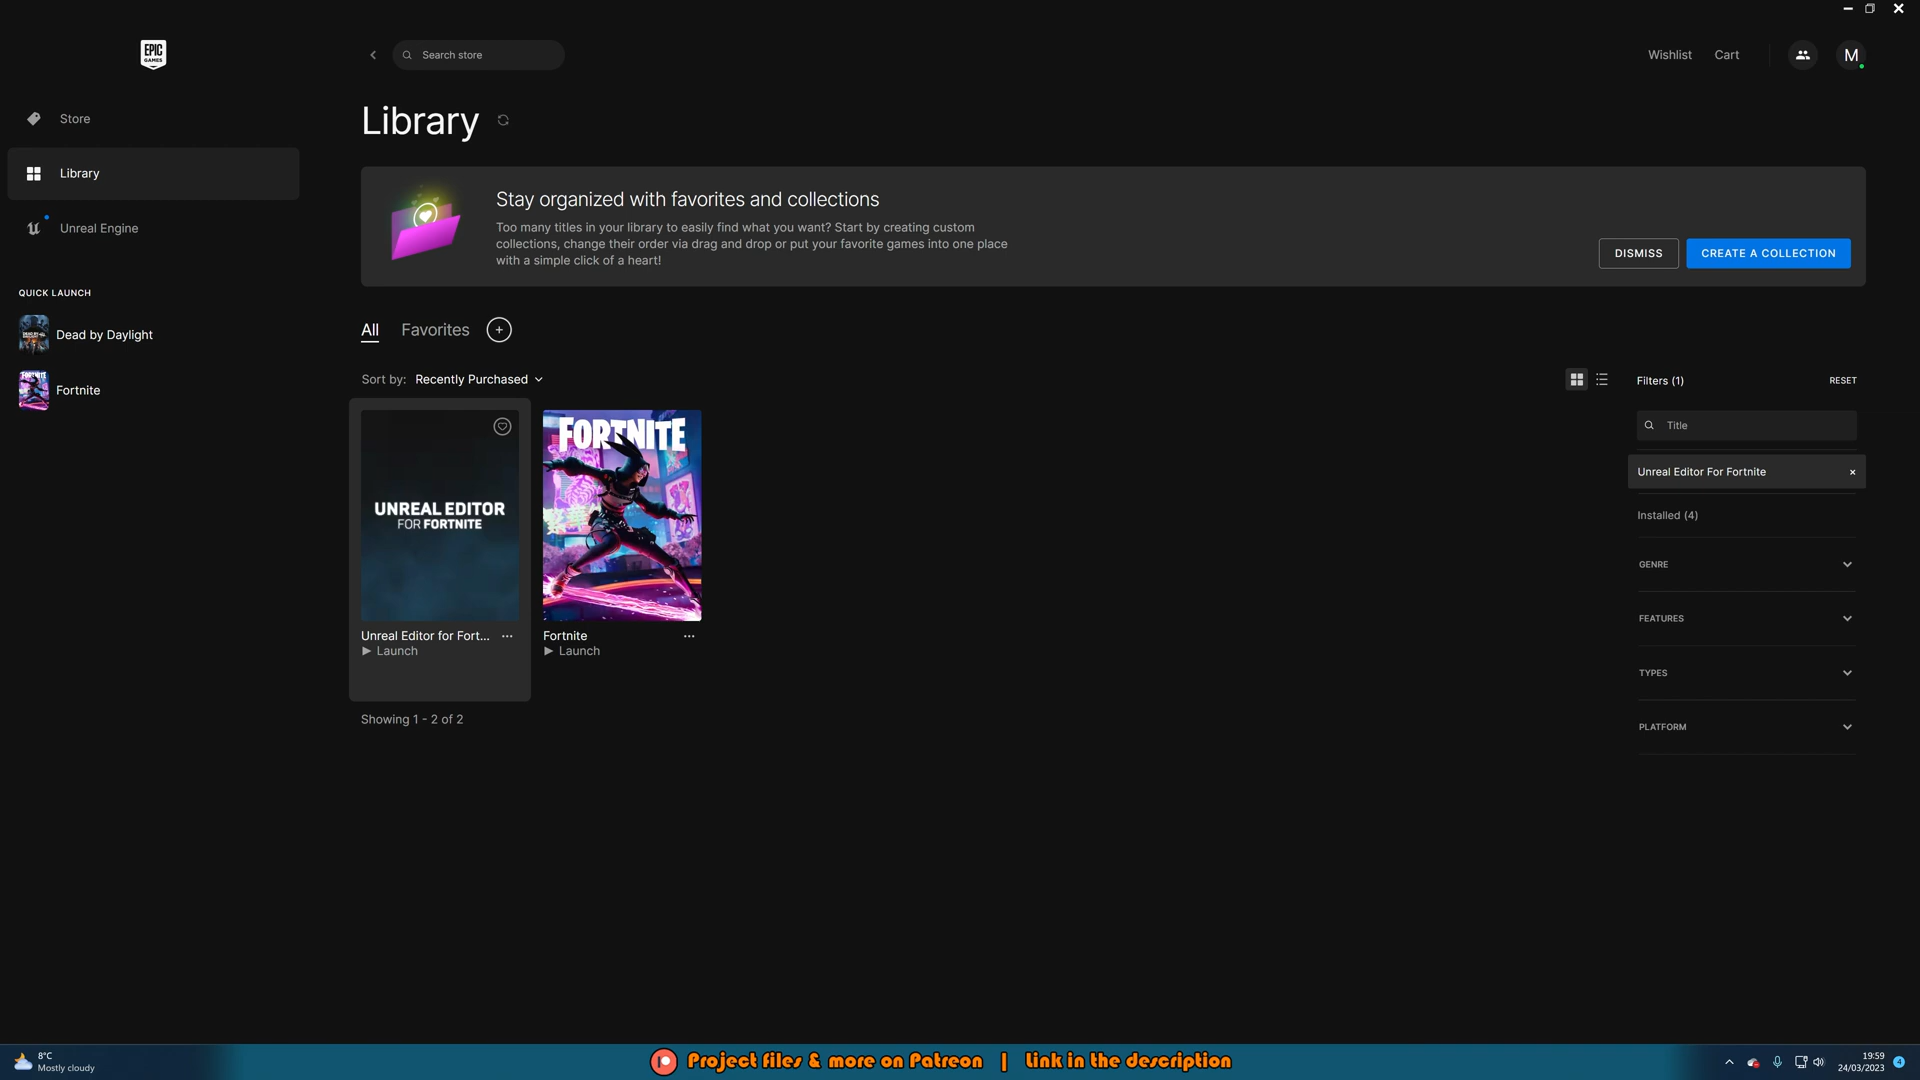 EPIC
GAMES
Search store
Wishlist
Cart
M
Store
Library
Unreal Engine
QUICK LAUNCH
Dead by Daylight
Fortnite
Library
Stay organized with favorites and collections
Too many titles in your library to easily find what you want? Start by creating custom
collections, change their order via drag and drop or put your favorite games into one place
with a simple click of a heart!
DISMISS
CREATE A COLLECTION
All
Favorites
Sort by: Recently Purchased
UNREAL EDITOR
FOR FORTNITE
Unreal Editor for Fort...
Launch
FORTNITE
Fortnite
Launch
Showing 1 - 2 of 2
Filters (1)
RESET
Title
Unreal Editor For Fortnite
Installed (4)
GENRE
FEATURES
TYPES
PLATFORM
8°C
Mostly cloudy
Project files & more on Patreon | Link in the description
19:59
24/03/2023
4